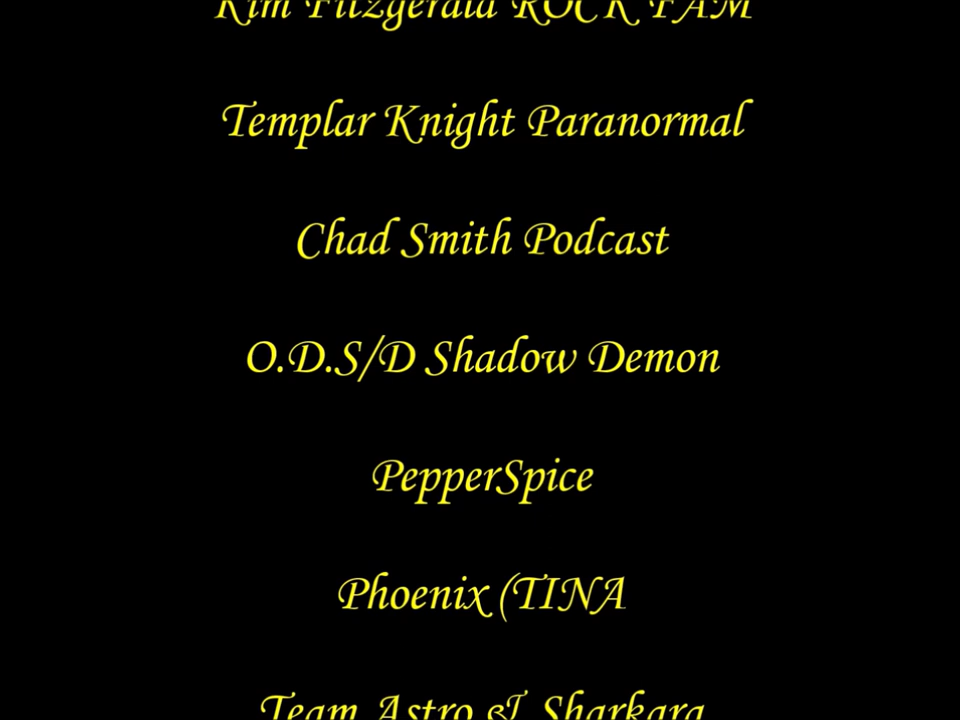 Kim Fitzgerald ROCK FAM
Templar Knight Paranormal
Chad Smith Podcast
O.D.S/D Shadow Demon
PepperSpice
Phoenix (TINA
Team Astro & Sharkara